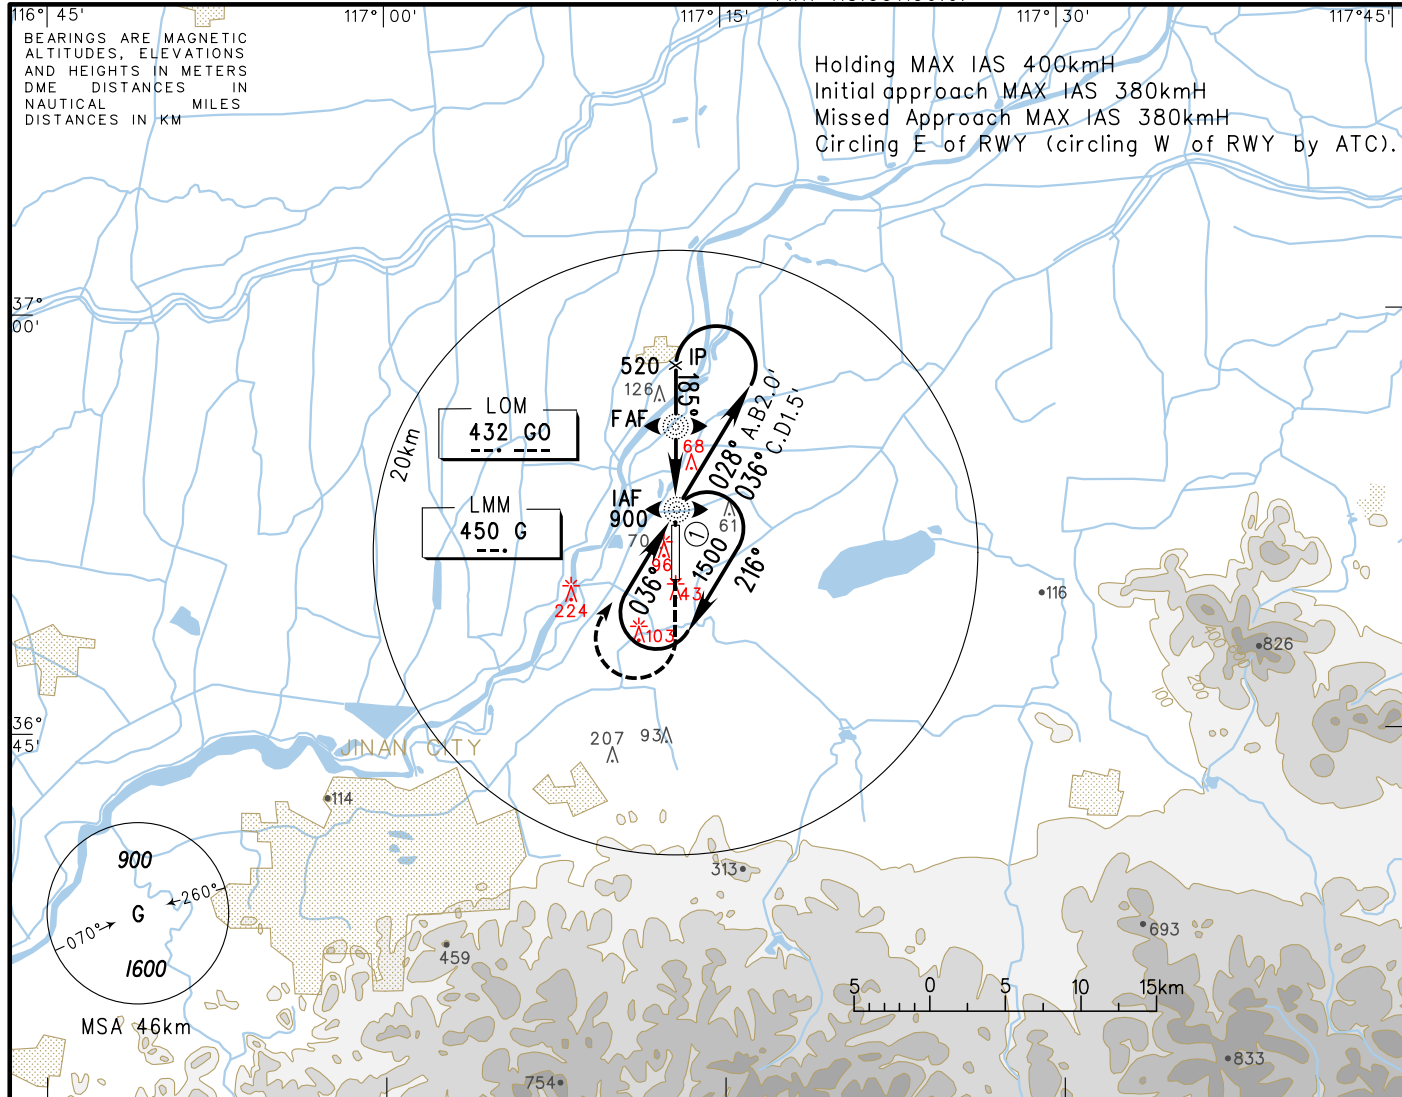 116°45'
117°00'
117°15'
117°30'
117°45'
BEARINGS ARE MAGNETIC
ALTITUDES, ELEVATIONS
AND HEIGHTS IN METERS
DME DISTANCES IN
NAUTICAL MILES
DISTANCES IN KM
Holding MAX IAS 400kmH
Initial approach MAX IAS 380kmH
Missed Approach MAX IAS 380kmH
Circling E of RWY (circling W of RWY by ATC).
37°
00'
520
IP
185°
126
FAF
LOM
432 GO
20km
68
028° A.B2.0'
036° C.D1.5'
LMM
450 G
IAF
900
61
70
1
96
1500
216°
036°
43
224
103
116
826
36°
45'
JINAN CITY
207
93
114
313
900
260°
G
070°
1600
MSA 46km
459
693
5 0 5 10 15km
754
833